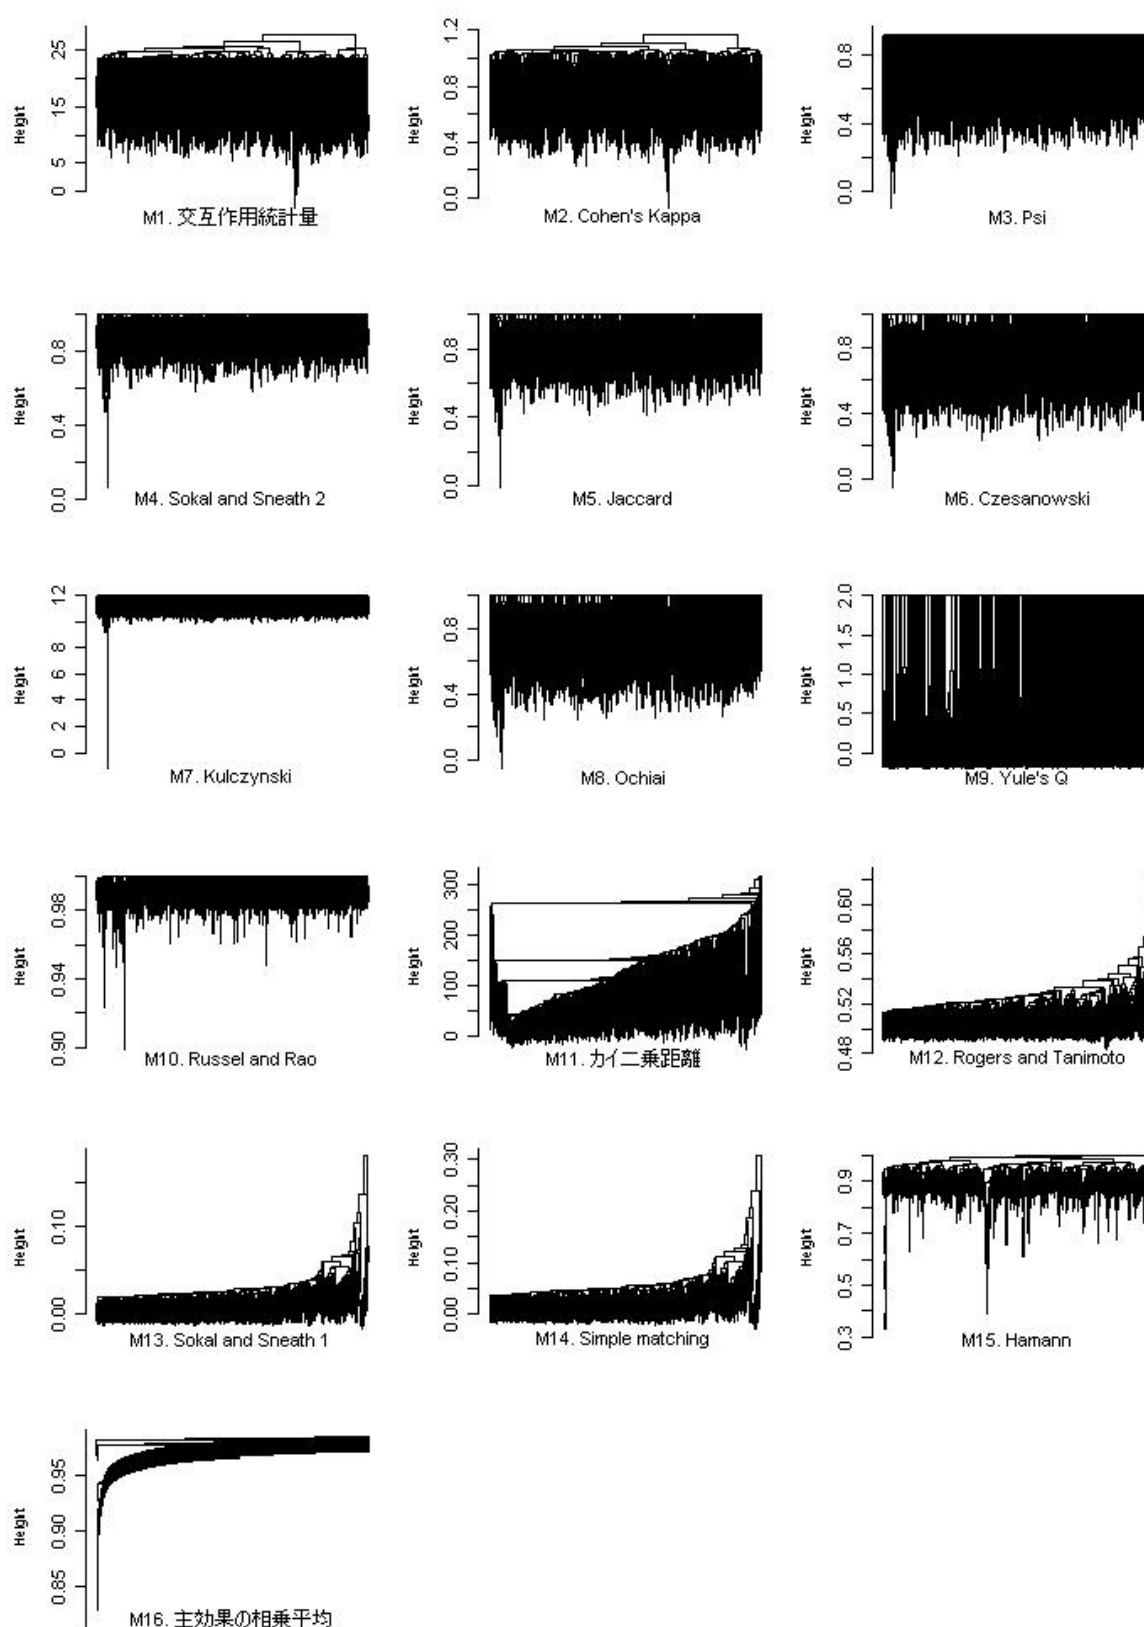 Height
25
15
5
0
M1. 交互作用統計量
Height
1.2
0.8
0.4
0.0
M2. Cohen's Kappa
Height
0.8
0.4
0.0
M3. Psi
Height
0.8
0.4
0.0
M4. Sokal and Sneath 2
Height
0.8
0.4
0.0
M5. Jaccard
Height
0.8
0.4
0.0
M6. Czesanowski
Height
12
8
6
4
2
0
M7. Kulczynski
Height
0.8
0.4
0.0
M8. Ochiai
Height
2.0
1.5
1.0
0.5
0.0
M9. Yule's Q
Height
0.98
0.94
0.90
M10. Russel and Rao
Height
300
200
100
0
M11. カイ二乗距離
Height
0.60
0.56
0.52
0.48
M12. Rogers and Tanimoto
Height
0.10
0.00
M13. Sokal and Sneath 1
Height
0.30
0.20
0.10
0.00
M14. Simple matching
Height
0.9
0.7
0.5
0.3
M15. Hamann
Height
0.95
0.90
0.85
M16. 主効果の相乗平均